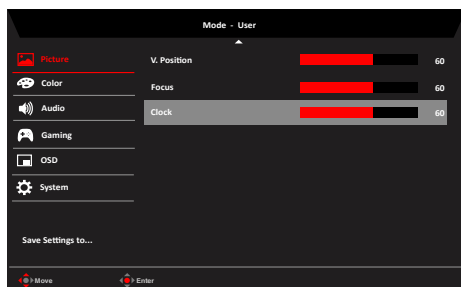 Mode - User
Picture
Color
Audio
Gaming
OSD
System
Save Settings to...
V. Position 60
Focus 60
Clock 60
Move Enter